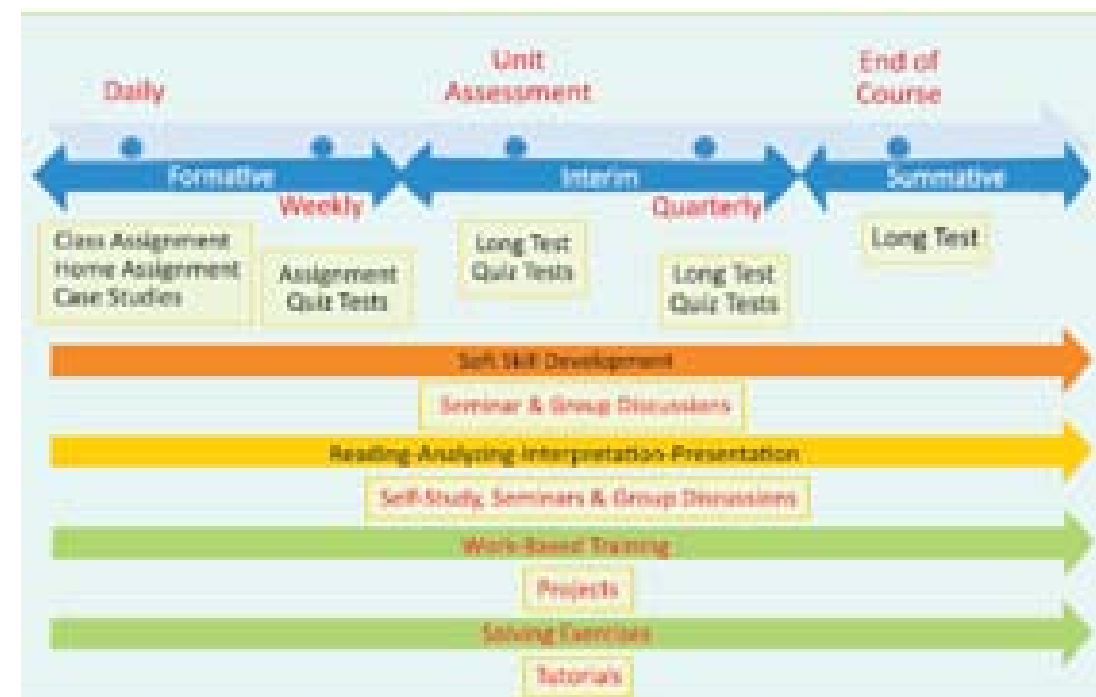 Daily
Unit
Assessment
End of
Course
Formative
Interim
Summative
Weekly
Quarterly
Class Assignment
Home Assignment
Case Studies
Assignment
Quiz Tests
Long Test
Quiz Tests
Long Test
Quiz Tests
Long Test
Soft Skill Development
Seminar & Group Discussions
Reading-Analyzing-Interpretation-Presentation
Self-Study, Seminars & Group Discussions
Work-Based Training
Projects
Solving Exercises
Tutorials